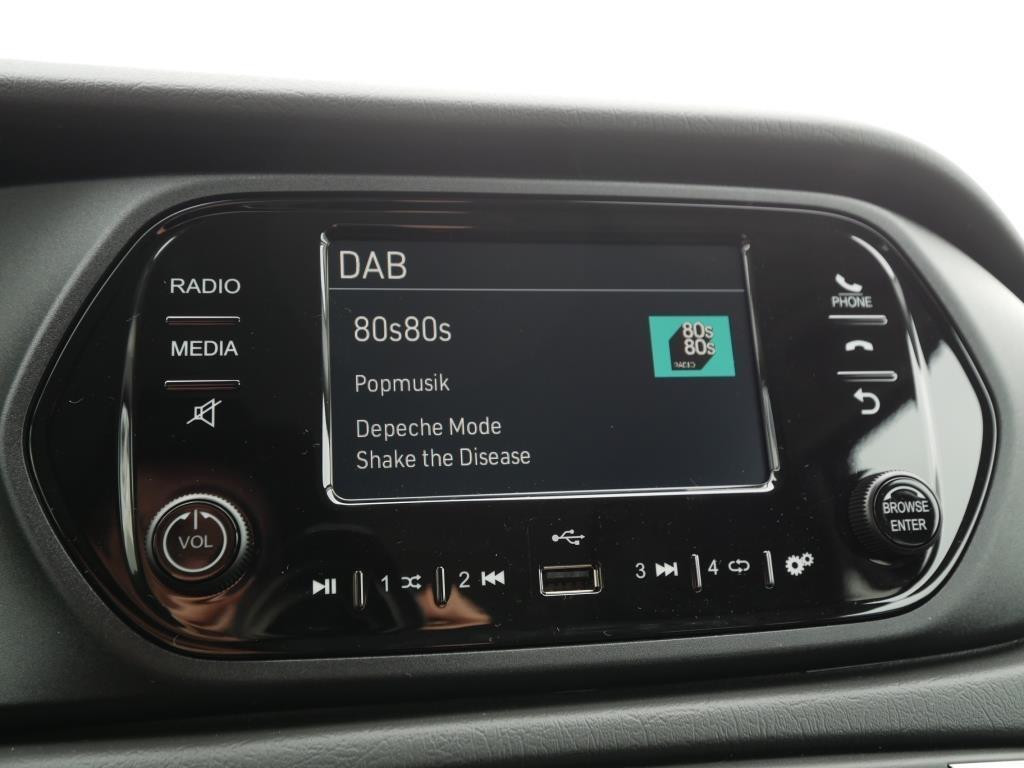 DAB
80s80s
80s
80s
RADIO
Popmusik
Depeche Mode
Shake the Disease
RADIO
MEDIA
VOL
PHONE
BROWSE
ENTER
1
2
3
4